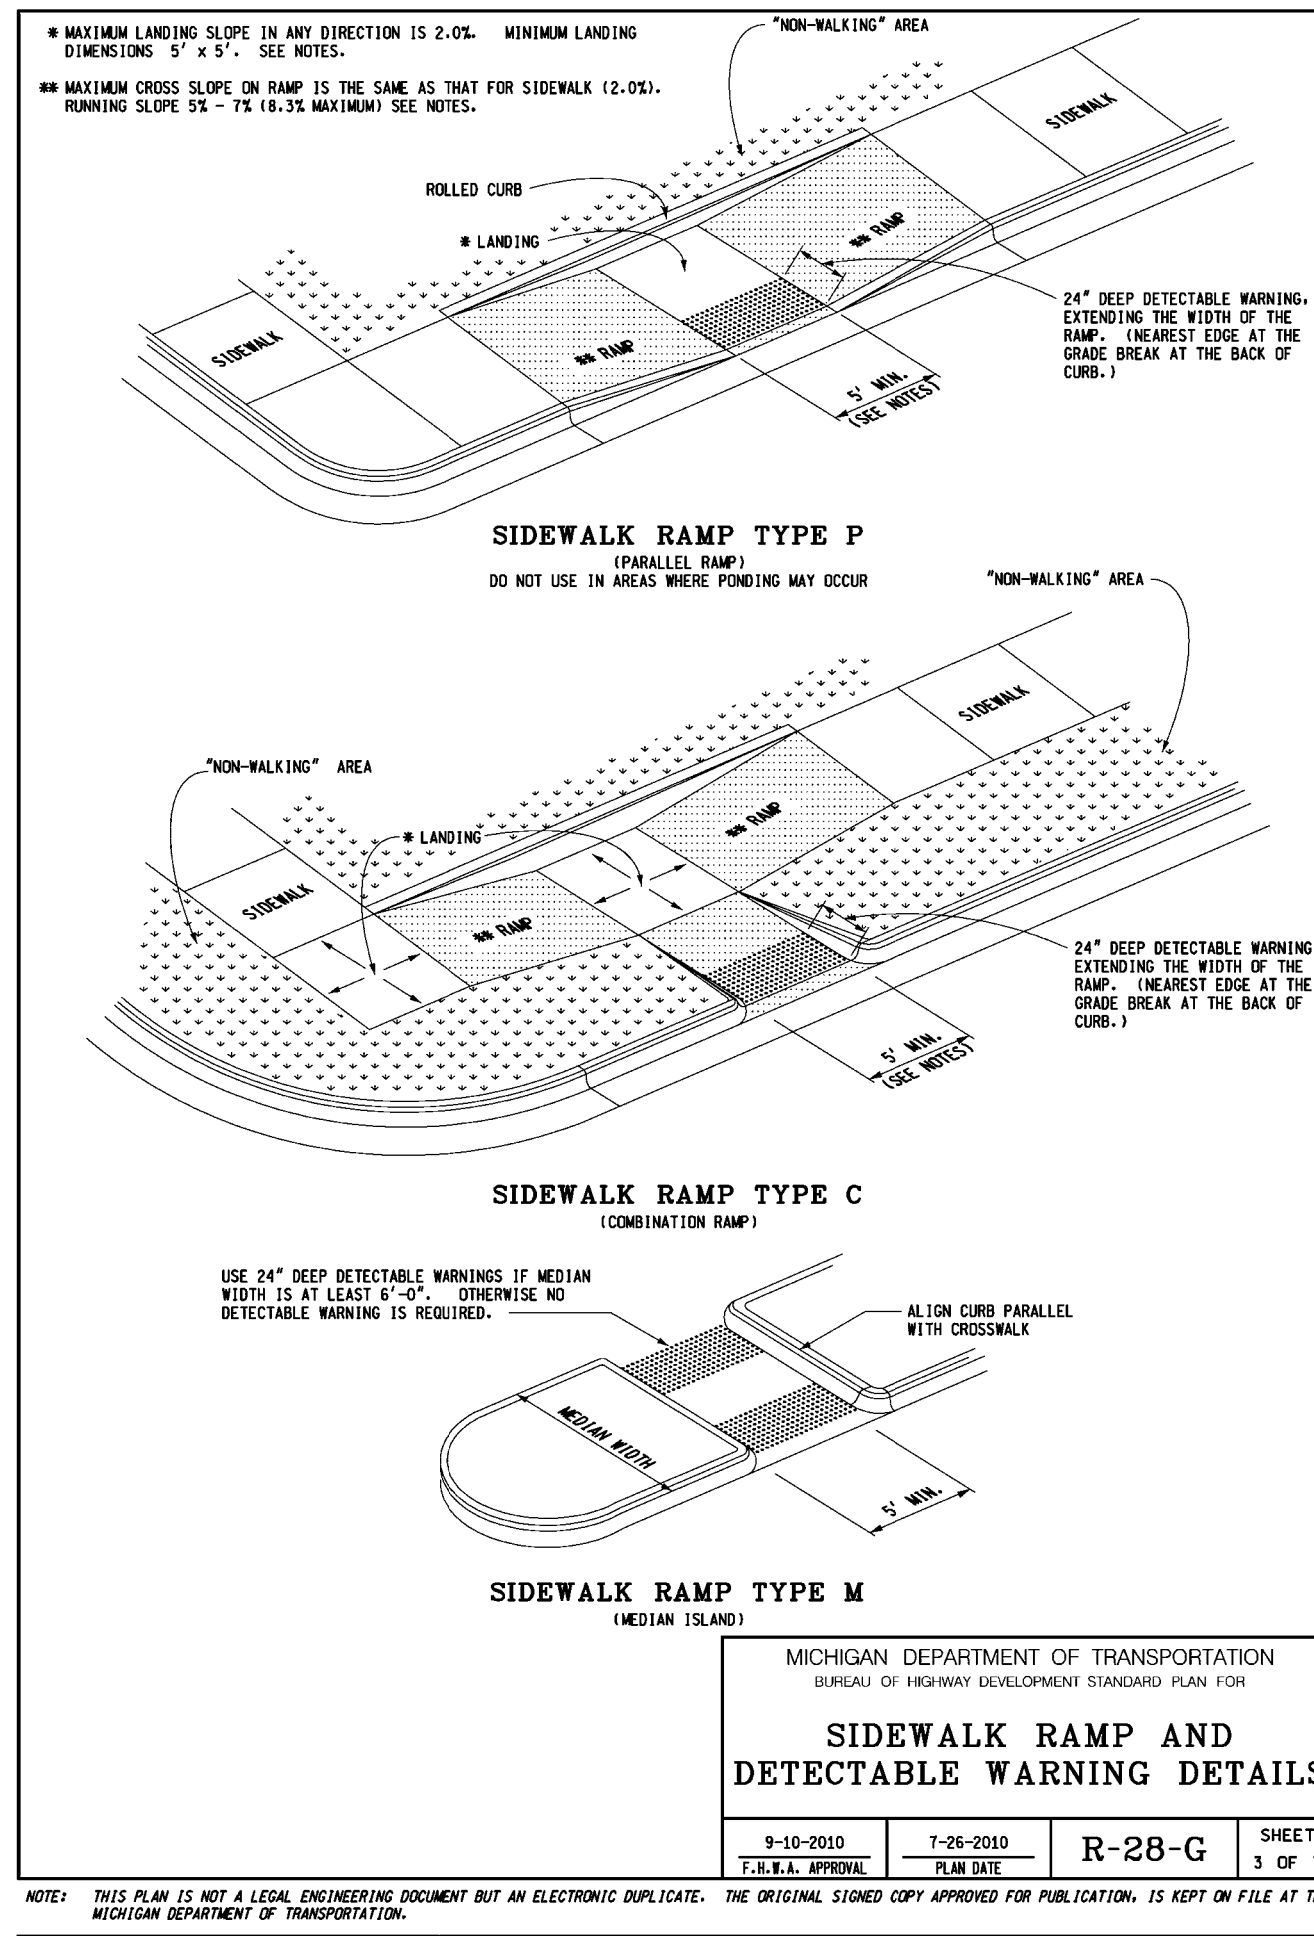 * MAXIMUM LANDING SLOPE IN ANY DIRECTION IS 2.0%. MINIMUM LANDING
DIMENSIONS 5' x 5'. SEE NOTES.
** MAXIMUM CROSS SLOPE ON RAMP IS THE SAME AS THAT FOR SIDEWALK (2.0%).
RUNNING SLOPE 5% - 7% (8.3% MAXIMUM) SEE NOTES.
"NON-WALKING" AREA
SIDEWALK
ROLLED CURB
* LANDING
** RAMP
SIDEWALK
** RAMP
24" DEEP DETECTABLE WARNING,
EXTENDING THE WIDTH OF THE
RAMP. (NEAREST EDGE AT THE
GRADE BREAK AT THE BACK OF
CURB.)
5' MIN.
(SEE NOTES)
SIDEWALK RAMP TYPE P
(PARALLEL RAMP)
DO NOT USE IN AREAS WHERE PONDING MAY OCCUR
"NON-WALKING" AREA
SIDEWALK
"NON-WALKING" AREA
* LANDING
** RAMP
SIDEWALK
** RAMP
24" DEEP DETECTABLE WARNING
EXTENDING THE WIDTH OF THE
RAMP. (NEAREST EDGE AT THE
GRADE BREAK AT THE BACK OF
CURB.)
5' MIN.
(SEE NOTES)
SIDEWALK RAMP TYPE C
(COMBINATION RAMP)
USE 24" DEEP DETECTABLE WARNINGS IF MEDIAN
WIDTH IS AT LEAST 6'-0". OTHERWISE NO
DETECTABLE WARNING IS REQUIRED.
ALIGN CURB PARALLEL
WITH CROSSWALK
MEDIAN WIDTH
5' MIN.
SIDEWALK RAMP TYPE M
(MEDIAN ISLAND)
MICHIGAN DEPARTMENT OF TRANSPORTATION
BUREAU OF HIGHWAY DEVELOPMENT STANDARD PLAN FOR
SIDEWALK RAMP AND
DETECTABLE WARNING DETAILS
9-10-2010
F.H.W.A. APPROVAL
7-26-2010
PLAN DATE
R-28-G
SHEET
3 OF
NOTE: THIS PLAN IS NOT A LEGAL ENGINEERING DOCUMENT BUT AN ELECTRONIC DUPLICATE. THE ORIGINAL SIGNED COPY APPROVED FOR PUBLICATION, IS KEPT ON FILE AT
MICHIGAN DEPARTMENT OF TRANSPORTATION.